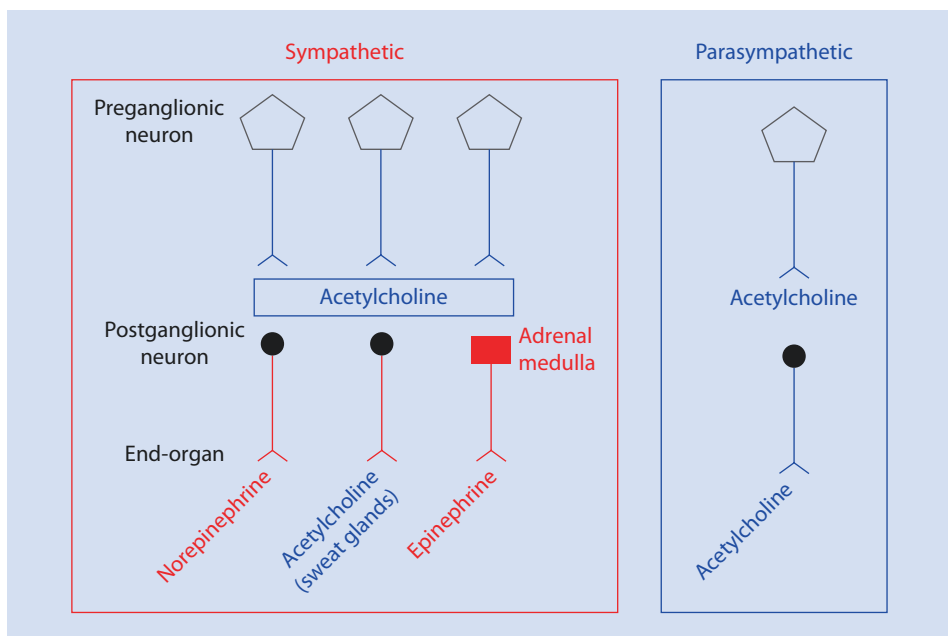 Sympathetic
Parasympathetic
Preganglionic
neuron
Acetylcholine
Acetylcholine
Postganglionic
neuron
Adrenal
medulla
End-organ
Norepinephrine
Acetylcholine
(sweat glands)
Epinephrine
Acetylcholine